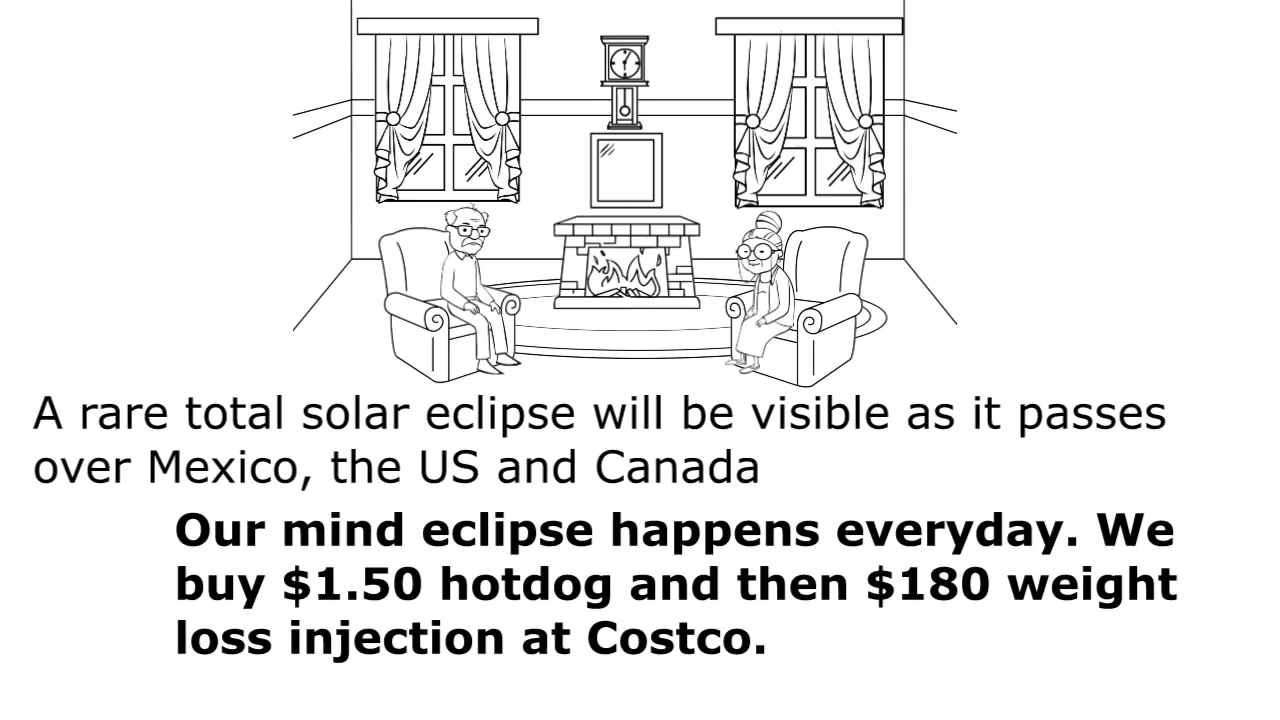 A rare total solar eclipse will be visible as it passes
over Mexico, the US and Canada
Our mind eclipse happens everyday. We
buy $1.50 hotdog and then $180 weight
loss injection at Costco.